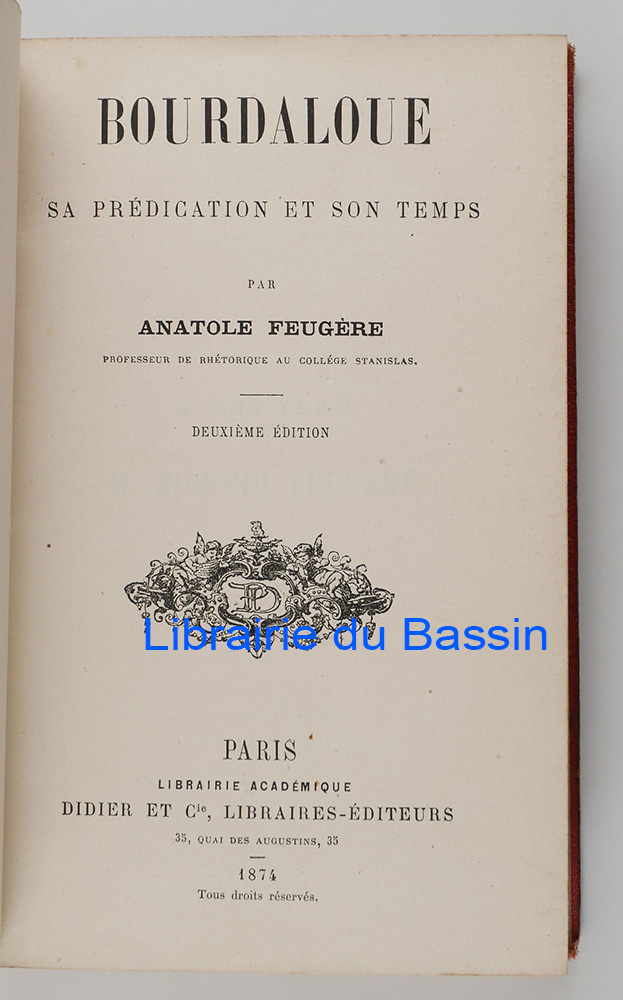 BOURDALOUE
SA PRÉDICATION ET SON TEMPS
PAR
ANATOLE FEUGÈRE
PROFESSEUR DE RHÉTORIQUE AU COLLÉGE STANISLAS.
DEUXIÈME ÉDITION
Librairie du Bassin
PARIS
LIBRAIRIE ACADÉMIQUE
DIDIER ET Cie, LIBRAIRES-ÉDITEURS
35, QUAI DES AUGUSTINS, 35
1874
Tous droits réservés.